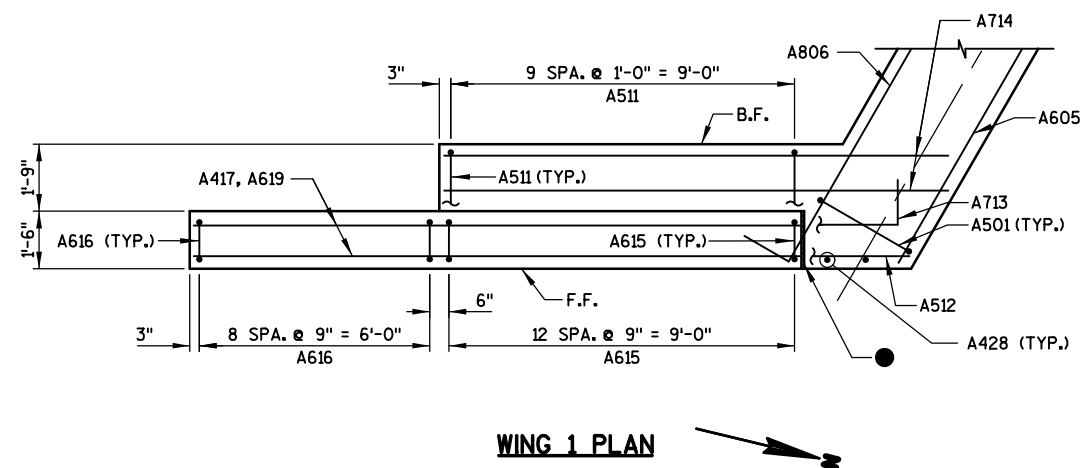 A714
A806
3"
9 SPA. @ 1'-0" = 9'-0"
A511
B.F.
A605
1'-9"
A417, A619
A511 (TYP.)
A713
A501 (TYP.)
1'-6"
A616 (TYP.)
A615 (TYP.)
A512
F.F.
6"
3"
8 SPA. @ 9" = 6'-0"
A616
12 SPA. @ 9" = 9'-0"
A615
A428 (TYP.)
WING 1 PLAN
N